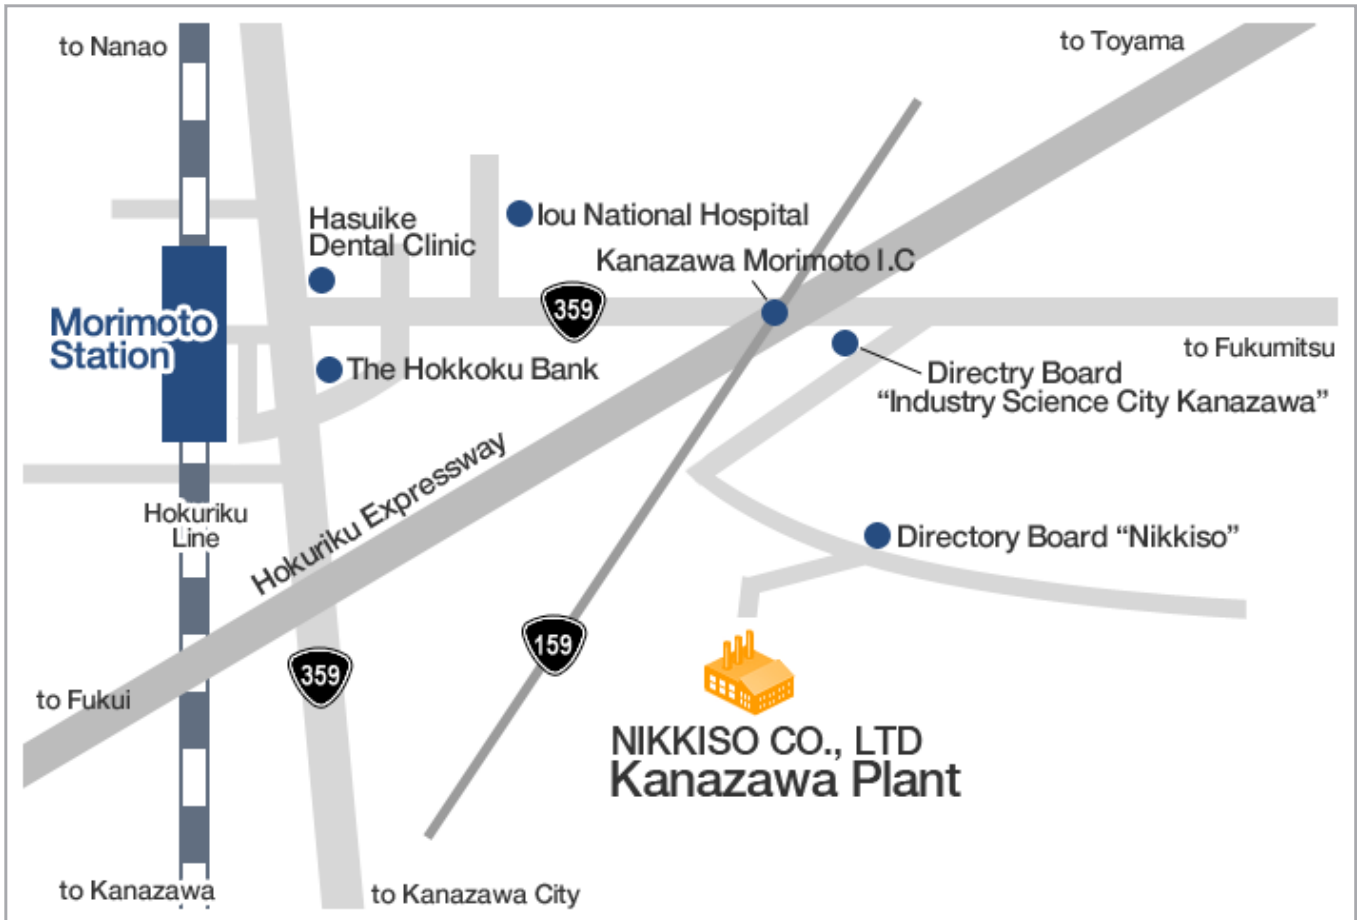 to Nanao
to Toyama
Hasuike
Dental Clinic
Iou National Hospital
Kanazawa Morimoto I.C
359
Morimoto
Station
The Hokkoku Bank
to Fukumitsu
Directry Board
“Industry Science City Kanazawa”
Hokuriku Expressway
Hokuriku
Line
Directory Board “Nikkiso”
159
359
to Fukui
NIKKISO CO., LTD
Kanazawa Plant
to Kanazawa
to Kanazawa City